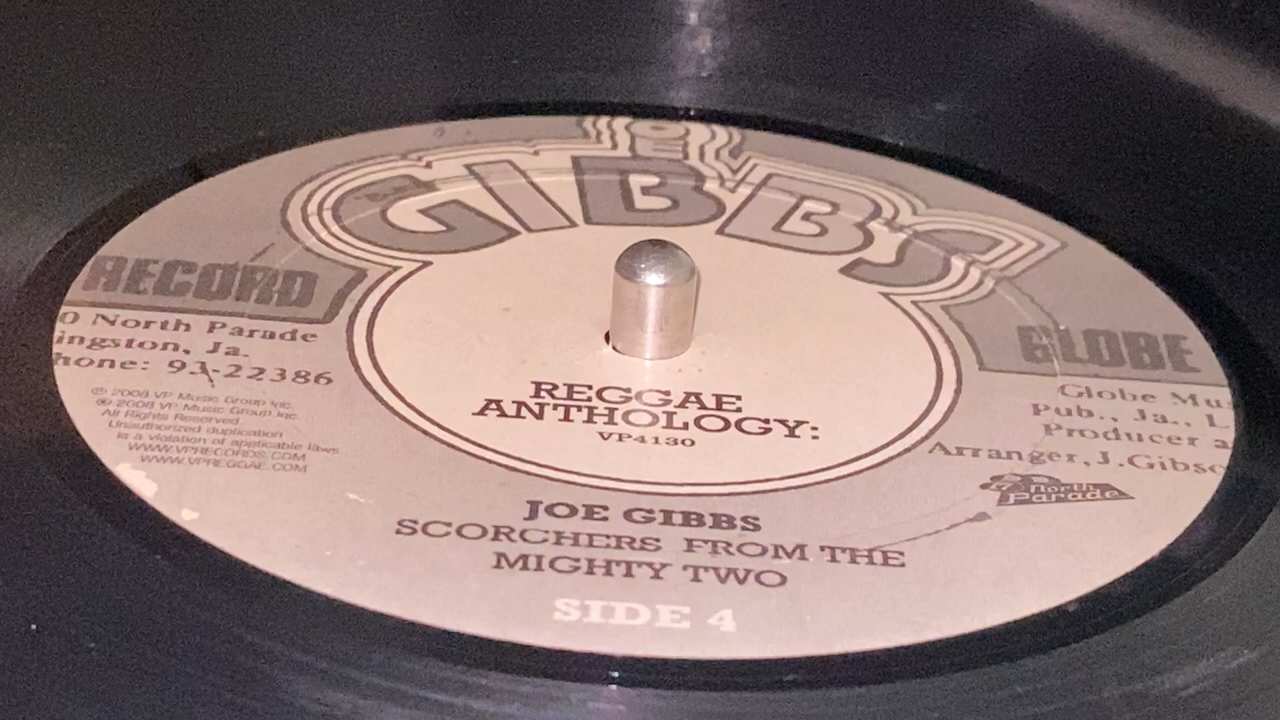 JOE
GIBBS
RECORD
0 North Parade
ingston, Ja.
hone: 93-22386
℗ 2008 VP Music Group Inc.
© 2008 VP Music Group Inc.
All Rights Reserved.
Unauthorized duplication
is a violation of applicable laws
WWW.VPRECORDS.COM
WWW.VPREGGAE.COM
GLOBE
Globe Mus
Pub., Ja., L
Producer a
Arranger, J.Gibso
North
Parade
REGGAE
ANTHOLOGY:
VP4130
JOE GIBBS
SCORCHERS FROM THE
MIGHTY TWO
SIDE 4